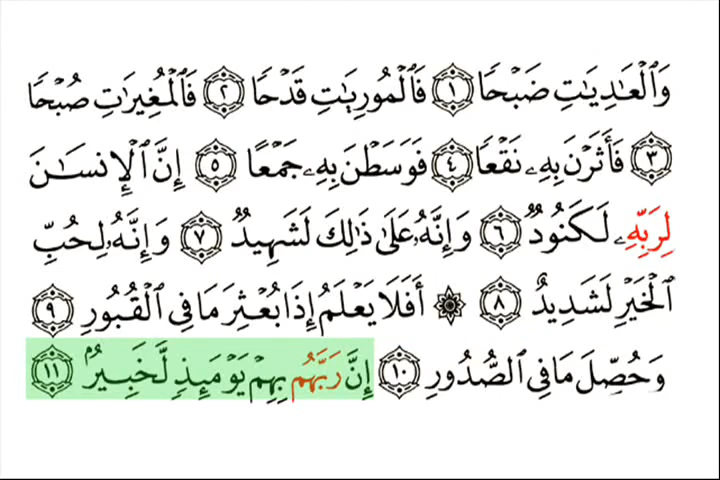 وَٱلْعَٰدِيَٰتِ ضَبْحًا ١ فَٱلْمُورِيَٰتِ قَدْحًا ٢ فَٱلْمُغِيرَٰتِ صُبْحًا
٣ فَأَثَرْنَ بِهِۦ نَقْعًا ٤ فَوَسَطْنَ بِهِۦ جَمْعًا ٥ إِنَّ ٱلْإِنسَٰنَ
لِرَبِّهِۦ لَكَنُودٌ ٦ وَإِنَّهُۥ عَلَىٰ ذَٰلِكَ لَشَهِيدٌ ٧ وَإِنَّهُۥ لِحُبِّ
ٱلْخَيْرِ لَشَدِيدٌ ٨ ۞ أَفَلَا يَعْلَمُ إِذَا بُعْثِرَ مَا فِى ٱلْقُبُورِ ٩
وَحُصِّلَ مَا فِى ٱلصُّدُورِ ١٠ إِنَّ رَبَّهُم بِهِمْ يَوْمَئِذٍ لَّخَبِيرٌۢ ١١